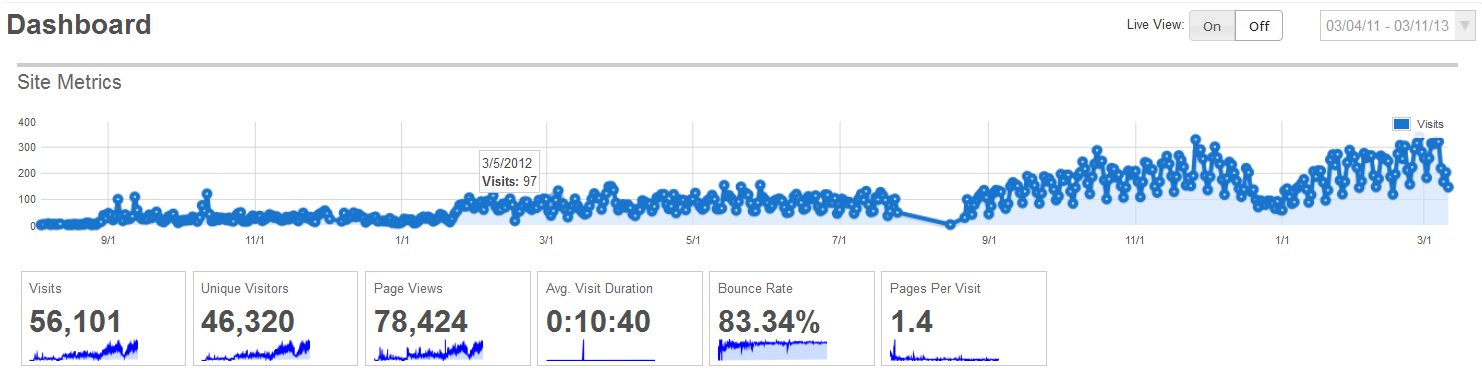 Dashboard
Live View: On Off 03/04/11 - 03/11/13
Site Metrics
Visits
400
300
200
100
0
3/5/2012
Visits: 97
9/1 11/1 1/1 3/1 5/1 7/1 9/1 11/1 1/1 3/1
Visits Unique Visitors Page Views Avg. Visit Duration Bounce Rate Pages Per Visit
56,101 46,320 78,424 0:10:40 83.34% 1.4